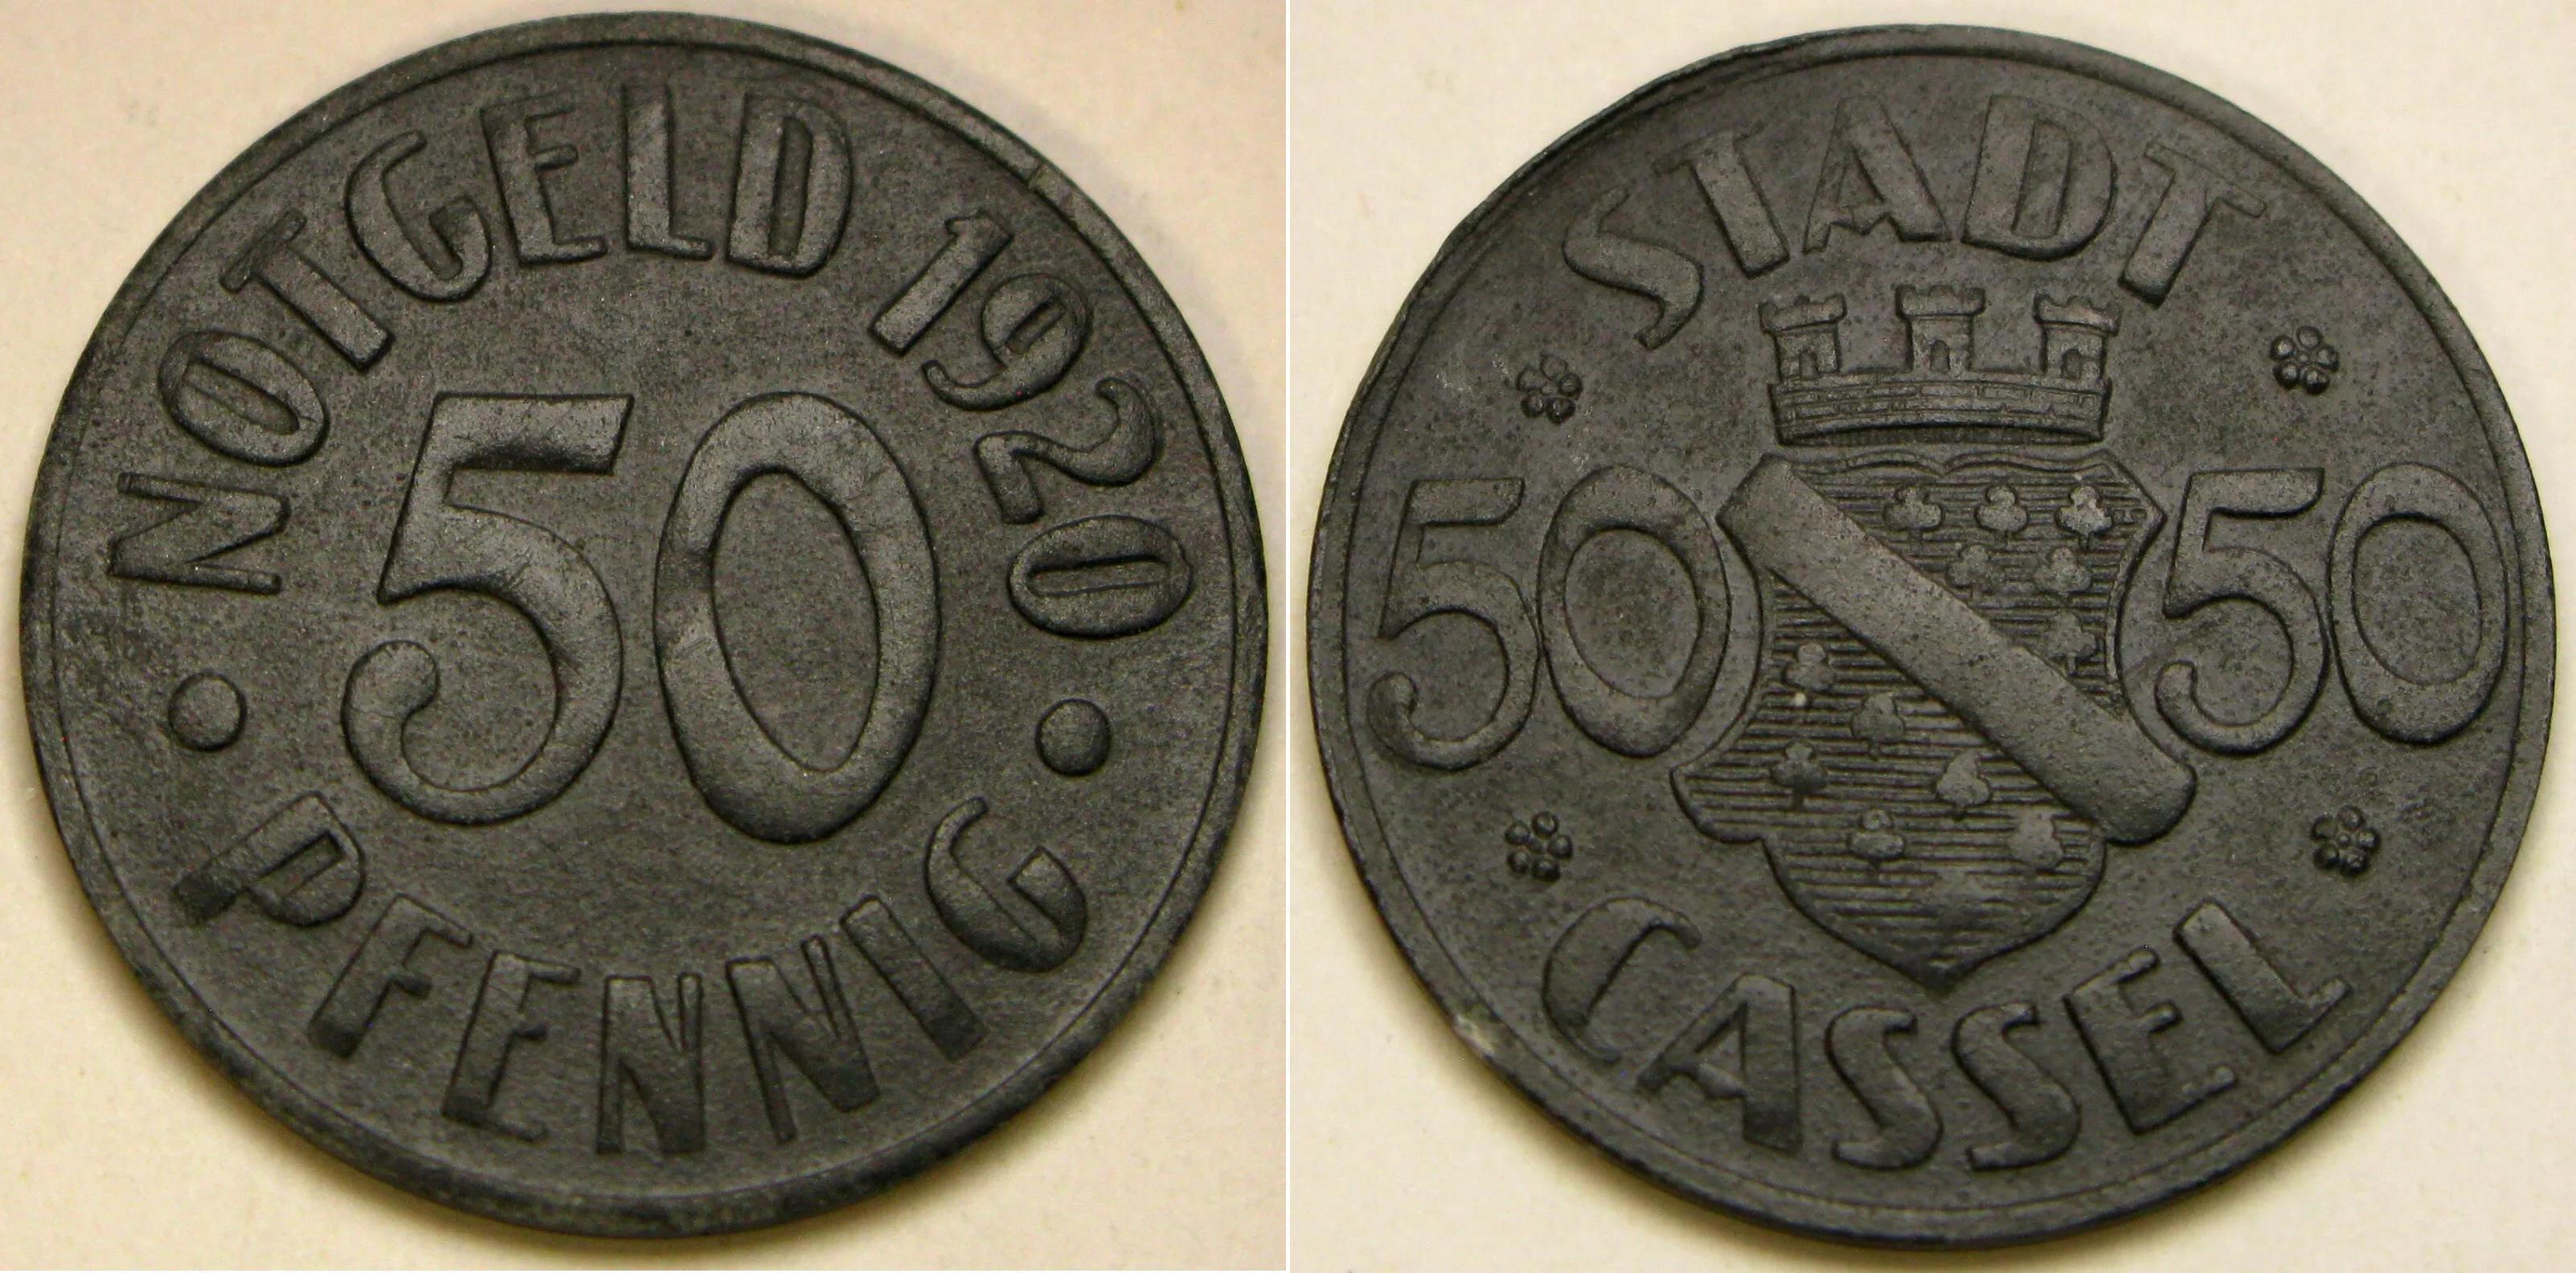 NOTGELD 1920
50
PFENNIG
STADT
50 50
CASSEL